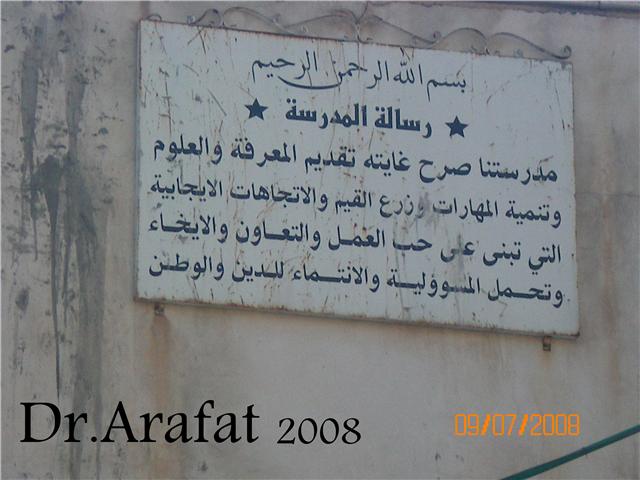 بسم الله الرحمن الرحيم
★ رسالة المدرسة ★
مدرستنا صرح غايته تقديم المعرفة والعلوم
وتنمية المهارات وزرع القيم والاتجاهات الايجابية
التي تبنى على حب العمل والتعاون والايخاء
وتحمل المسوؤلية والانتماء للدين والوطن
Dr.Arafat 2008
09/07/2008